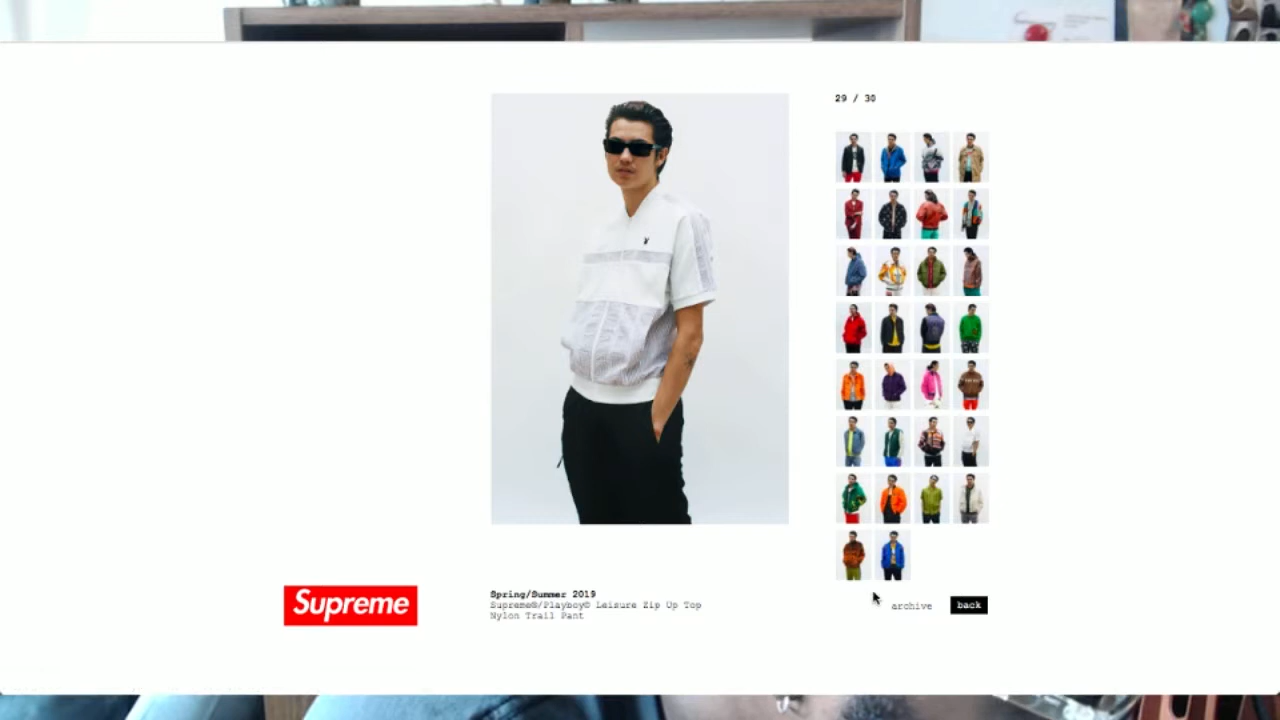 29 / 30
Supreme
Spring/Summer 2019
Supreme®/Playboy© Leisure Zip Up Top
Nylon Trail Pant
archive
back